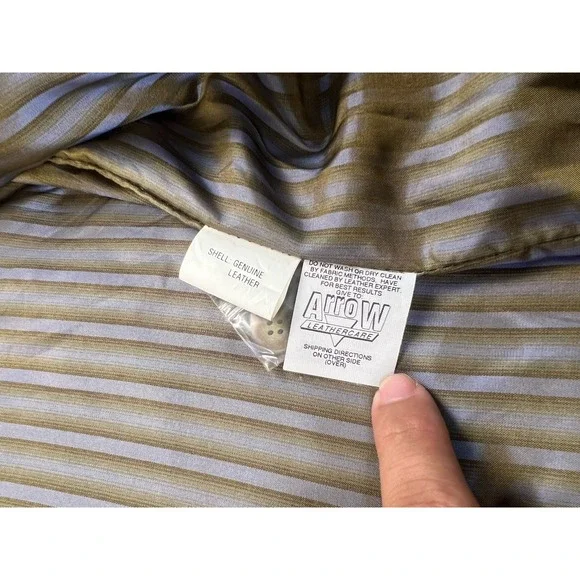 SHELL: GENUINE
LEATHER
DO NOT WASH OR DRY CLEAN
BY FABRIC METHODS. HAVE
CLEANED BY LEATHER EXPERT.
FOR BEST RESULTS
GIVE TO
ArroW
LEATHERCARE
SHIPPING DIRECTIONS
ON OTHER SIDE
(OVER)